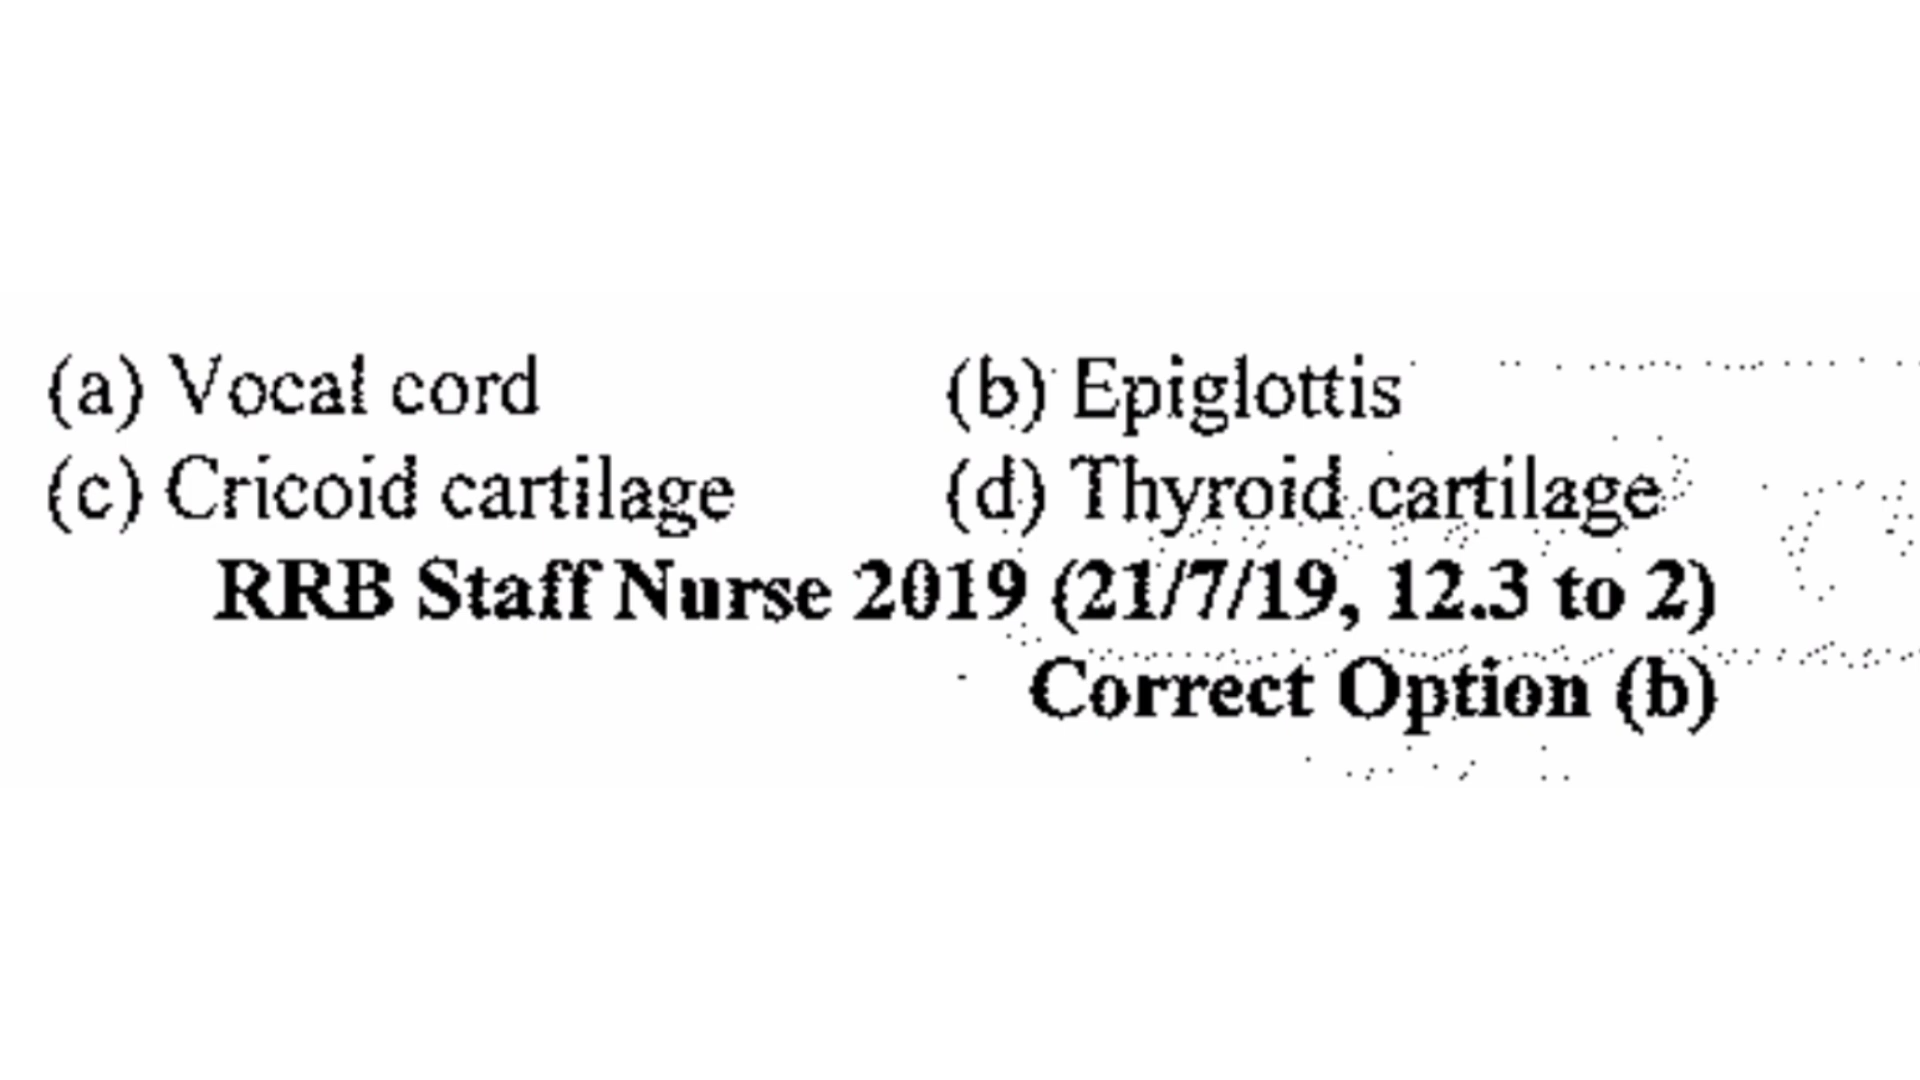 (a) Vocal cord (b) Epiglottis
(c) Cricoid cartilage (d) Thyroid cartilage
RRB Staff Nurse 2019 (21/7/19, 12.3 to 2)
Correct Option (b)